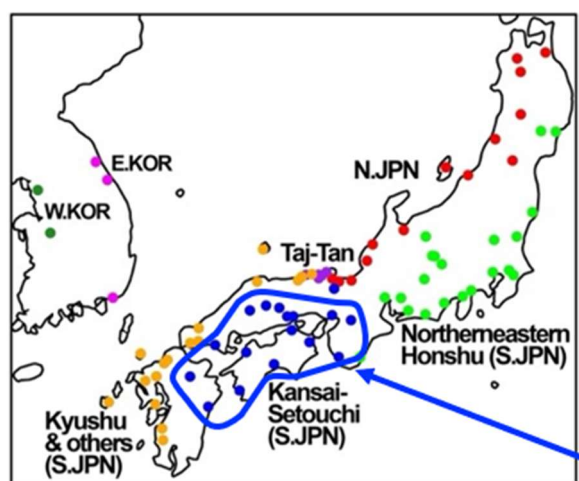 E.KOR
W.KOR
N.JPN
Taj-Tan
Northerneastern
Honshu (S.JPN)
Kansai-
Setouchi
(S.JPN)
Kyushu
& others
(S.JPN)